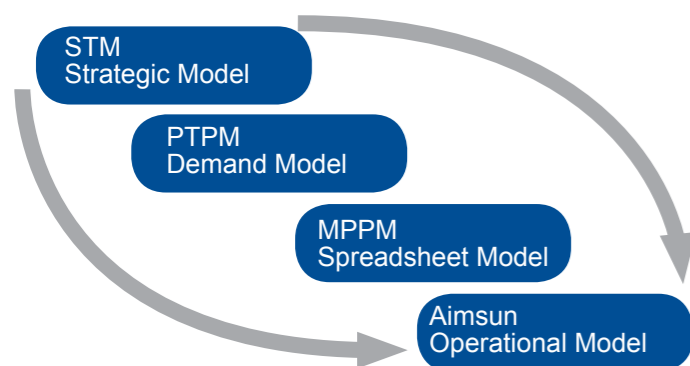 STM
Strategic Model
PTPM
Demand Model
MPPM
Spreadsheet Model
Aimsun
Operational Model